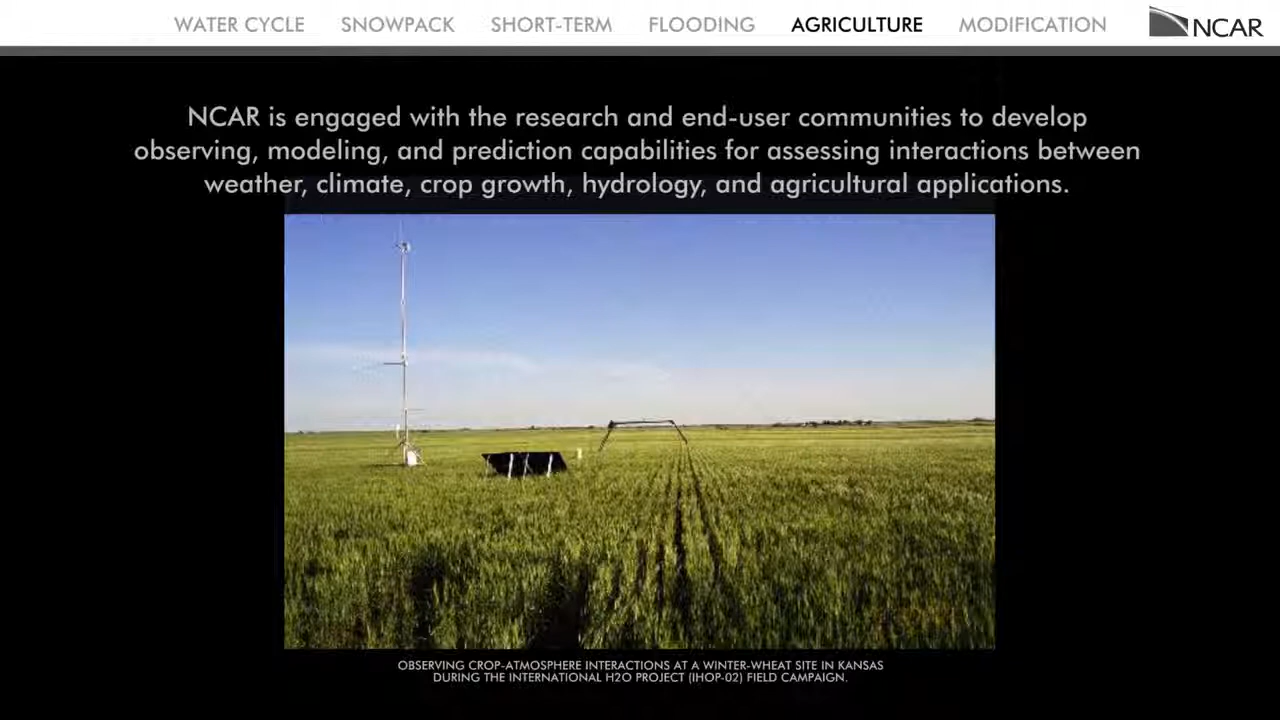 WATER CYCLE SNOWPACK SHORT-TERM FLOODING AGRICULTURE MODIFICATION NCAR
NCAR is engaged with the research and end-user communities to develop
observing, modeling, and prediction capabilities for assessing interactions between
weather, climate, crop growth, hydrology, and agricultural applications.
OBSERVING CROP-ATMOSPHERE INTERACTIONS AT A WINTER-WHEAT SITE IN KANSAS
DURING THE INTERNATIONAL H2O PROJECT (IHOP-02) FIELD CAMPAIGN.